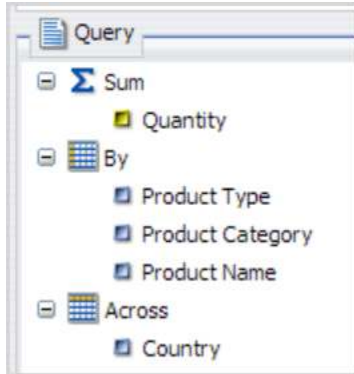 Query
Sum
Quantity
By
Product Type
Product Category
Product Name
Across
Country